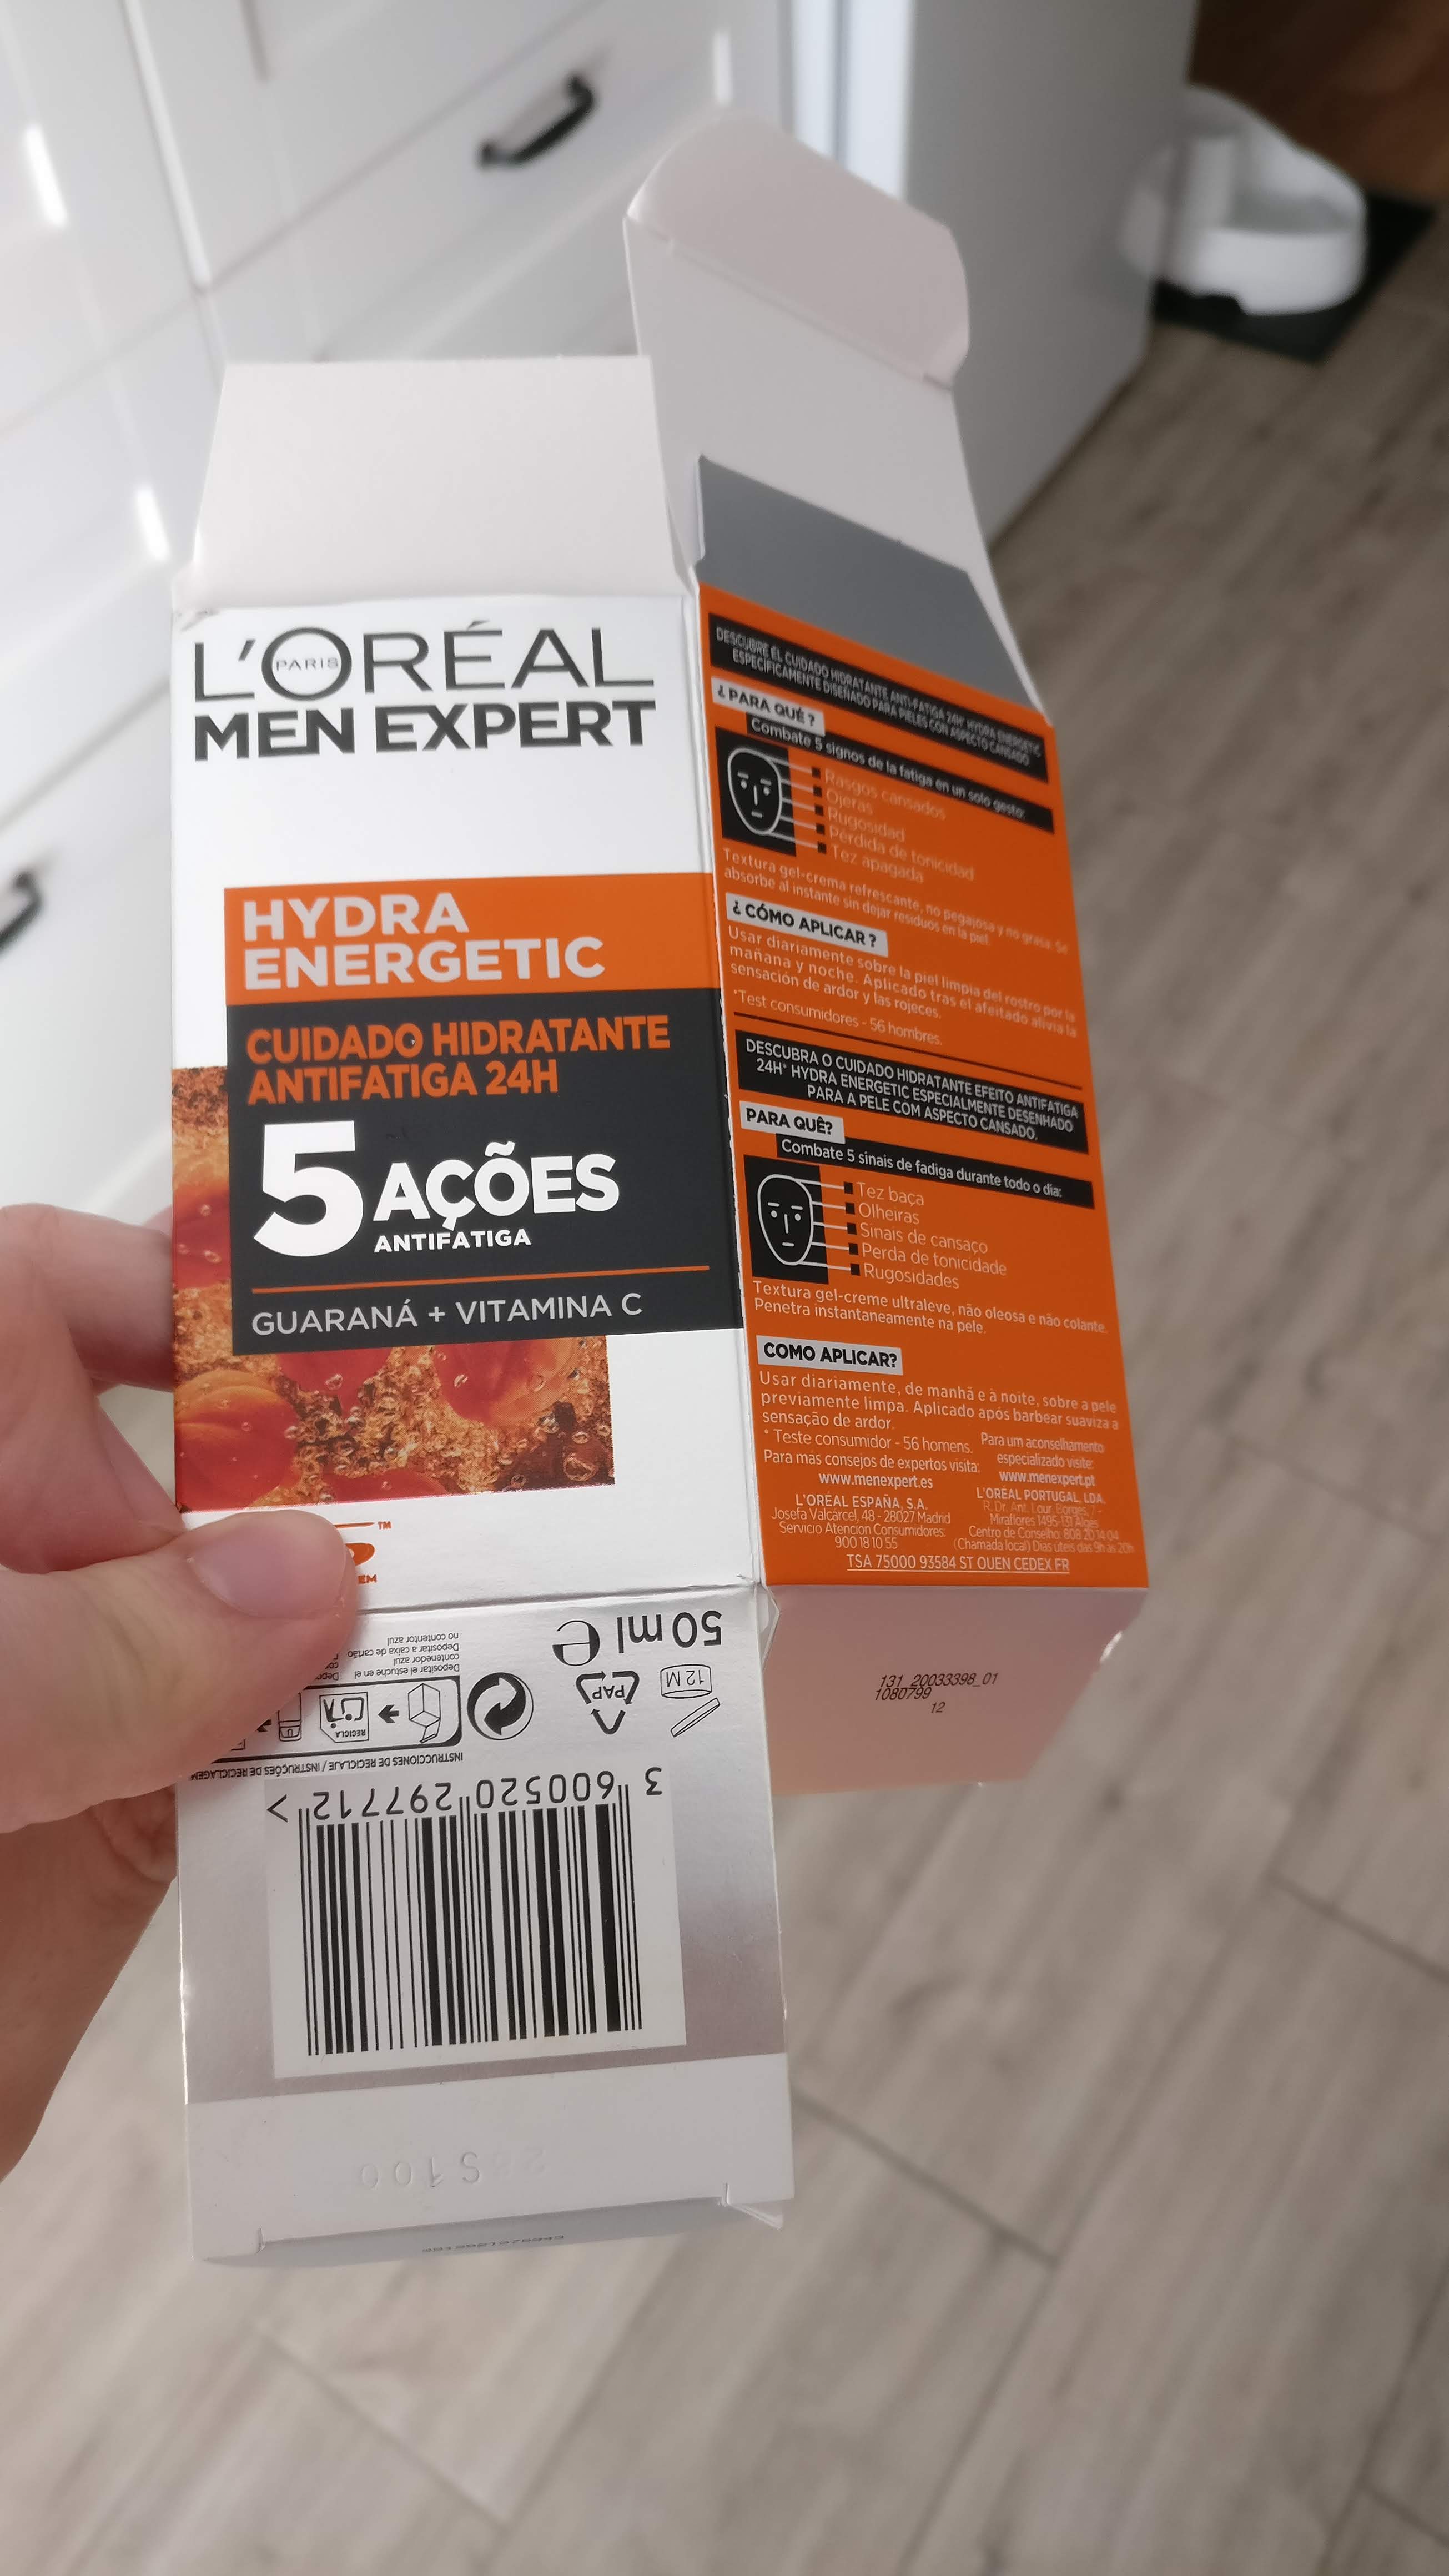 L'ORÉAL
PARIS
MEN EXPERT
HYDRA
ENERGETIC
CUIDADO HIDRATANTE
ANTIFATIGA 24H
5 AÇÕES
ANTIFATIGA
GUARANÁ + VITAMINA C
TM
50 ml e
12 M
PAP
no contentor azul
Depositar a caixa de cartão
contenedor azul
Depositar el estuche en el
RECICLA
INSTRUCCIONES DE RECICLAJE / INSTRUÇÕES DE RECICLAGEM
3 600520 297712 >
DESCUBRE EL CUIDADO HIDRATANTE ANTI-FATIGA 24H* HYDRA ENERGETIC
ESPECÍFICAMENTE DISEÑADO PARA PIELES CON ASPECTO CANSADO
¿PARA QUÉ?
Combate 5 signos de la fatiga en un solo gesto:
Rasgos cansados
Ojeras
Rugosidad
Pérdida de tonicidad
Tez apagada
Textura gel-crema refrescante, no pegajosa y no grasa. Se
absorbe al instante sin dejar residuos en la piel.
¿CÓMO APLICAR?
Usar diariamente sobre la piel limpia del rostro por la
mañana y noche. Aplicado tras el afeitado alivia la
sensación de ardor y las rojeces.
*Test consumidores - 56 hombres.
DESCUBRA O CUIDADO HIDRATANTE EFEITO ANTIFATIGA
24H* HYDRA ENERGETIC ESPECIALMENTE DESENHADO
PARA A PELE COM ASPECTO CANSADO.
PARA QUÊ?
Combate 5 sinais de fadiga durante todo o dia:
Tez baça
Olheiras
Sinais de cansaço
Perda de tonicidade
Rugosidades
Textura gel-creme ultraleve, não oleosa e não colante.
Penetra instantaneamente na pele.
COMO APLICAR?
Usar diariamente, de manhã e à noite, sobre a pele
previamente limpa. Aplicado após barbear suaviza a
sensação de ardor.
* Teste consumidor - 56 homens.
Para mas consejos de expertos visita:
www.menexpert.es
L'ORÉAL ESPAÑA, S.A.
Josefa Valcárcel, 48 - 28027 Madrid
Servicio Atencion Consumidores:
900 18 10 55
Para um aconselhamento
especializado visite:
www.menexpert.pt
L'ORÉAL PORTUGAL, LDA.
R. Dr. Ant. Lour. Borges, 7 -
Miraflores 1495-131 Algés
Centro de Conselho: 808 20 14 04
(Chamada local) Dias úteis das 9h às 20h
TSA 75000 93584 ST OUEN CEDEX FR
131_20033398_01
1080799
12